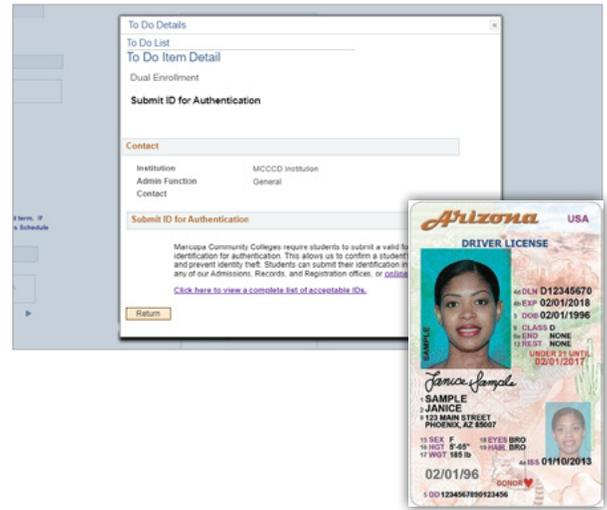 To Do Details
To Do List
To Do Item Detail
Dual Enrollment
Submit ID for Authentication
Contact
Institution MCCCD Institution
Admin Function General
Contact
Submit ID for Authentication
Maricopa Community Colleges require students to submit a valid fo
identification for authentication. This allows us to confirm a student'
and prevent identity theft. Students can submit their identification in
any of our Admissions, Records, and Registration offices, or online
Click here to view a complete list of acceptable IDs.
Return
t term. If
s Schedule
Arizona USA
DRIVER LICENSE
SAMPLE
4d DLN D12345670
4b EXP 02/01/2018
3 DOB 02/01/1996
9 CLASS D
9a END NONE
12 REST NONE
UNDER 21 UNTIL
02/01/2017
Janice Sample
1 SAMPLE
2 JANICE
8 123 MAIN STREET
PHOENIX, AZ 85007
15 SEX F 18 EYES BRO
16 HGT 5'-05" 19 HAIR BRO
17 WGT 185 lb
4a ISS 01/10/2013
02/01/96
DONOR
5 DD 1234567890123456